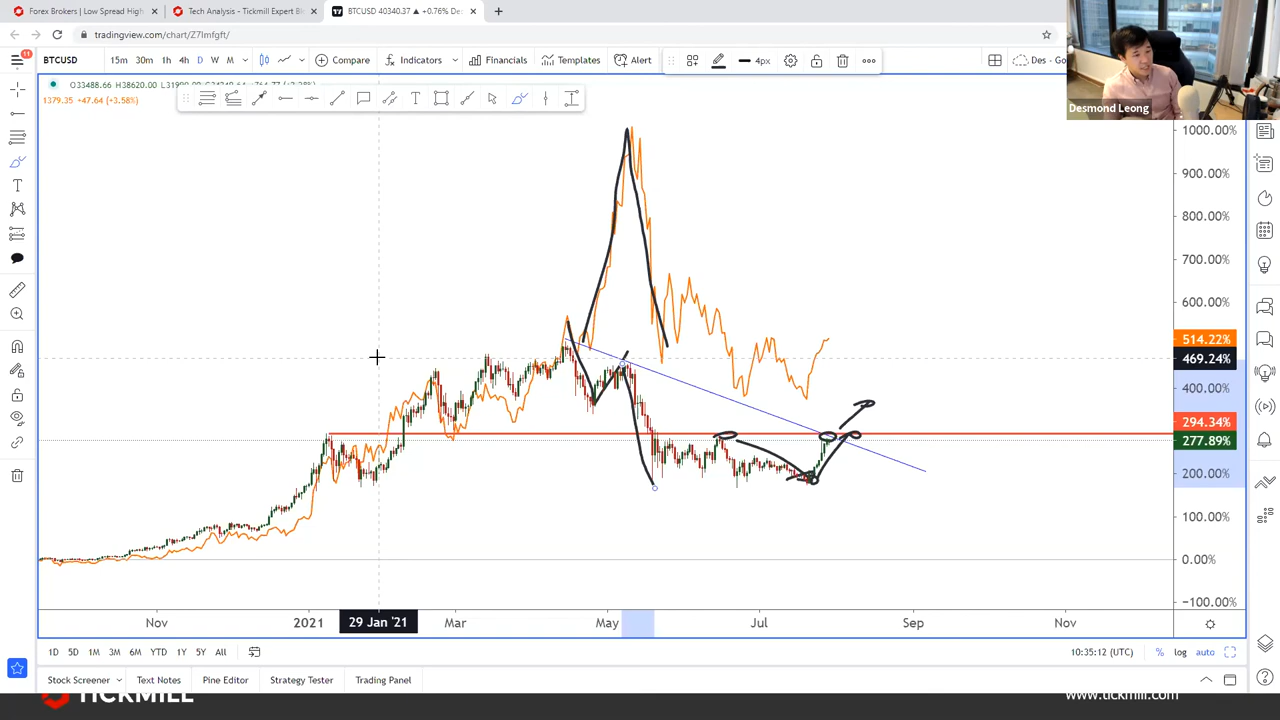 Forex Brokers | Low Spread High
Tech Analysis - Tickmill Expert Bl
BTCUSD 40340.37 ▲ +0.76% De
tradingview.com/chart/Z7Imfgft/
11
BTCUSD
15m 1h 30m 1h 4h D W M
Compare
Indicators
Financials
Templates
Alert
4px
Des - Go
Desmond Leong
1379.35 +47.64 (+3.58%)
1000.00%
900.00%
800.00%
700.00%
600.00%
514.22%
469.24%
400.00%
294.34%
277.89%
200.00%
100.00%
0.00%
−100.00%
Nov 2021 29 Jan '21 Mar May Jul Sep Nov
1D 5D 1M 3M 6M YTD 1Y 5Y All
10:35:12 (UTC) % log auto
Stock Screener Text Notes Pine Editor Strategy Tester Trading Panel
TICKMILL
www.tickmill.com